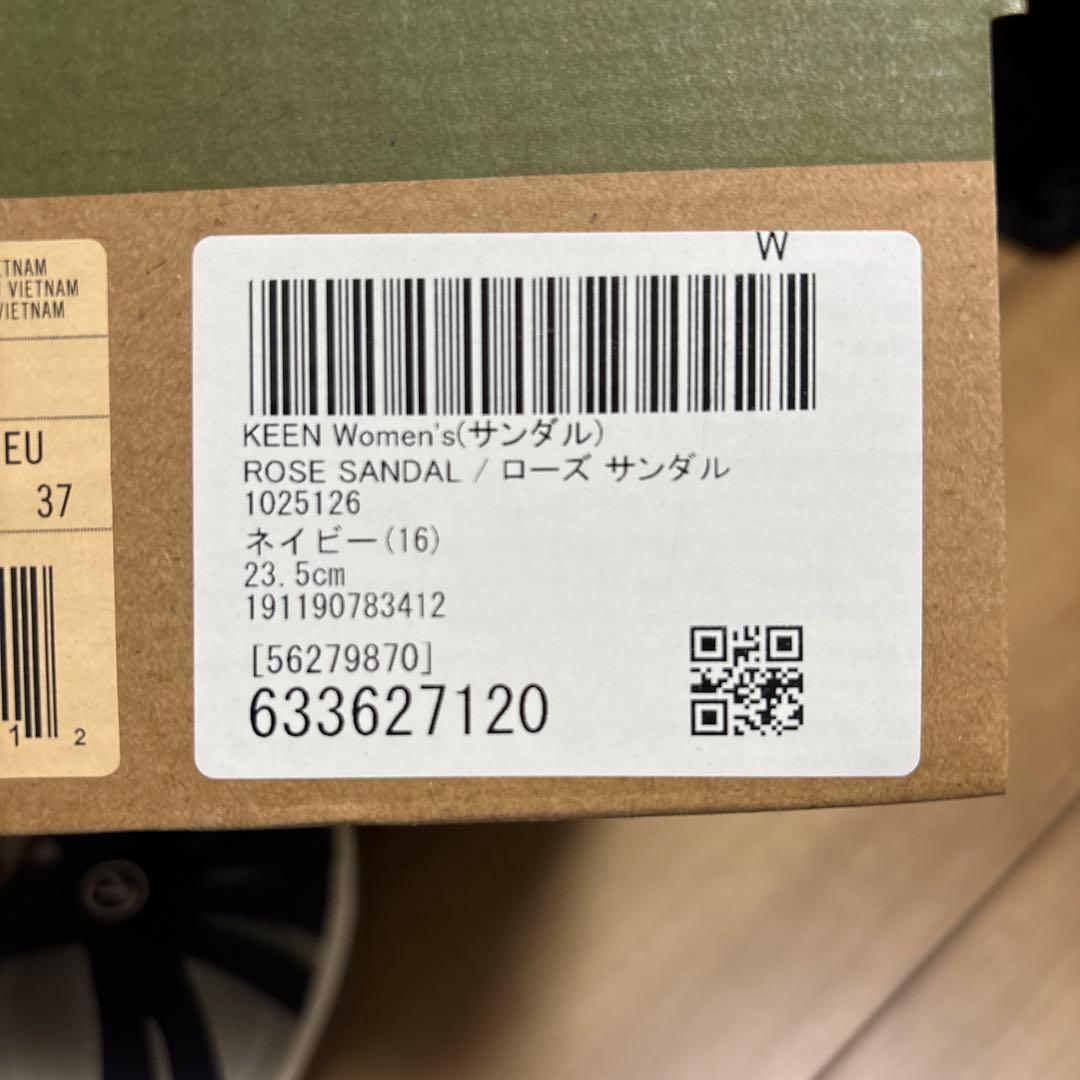 VIETNAM
VIETNAM
EU
37
1 2
W
KEEN Women's(サンダル)
ROSE SANDAL / ローズ サンダル
1025126
ネイビー(16)
23.5cm
191190783412
[56279870]
633627120